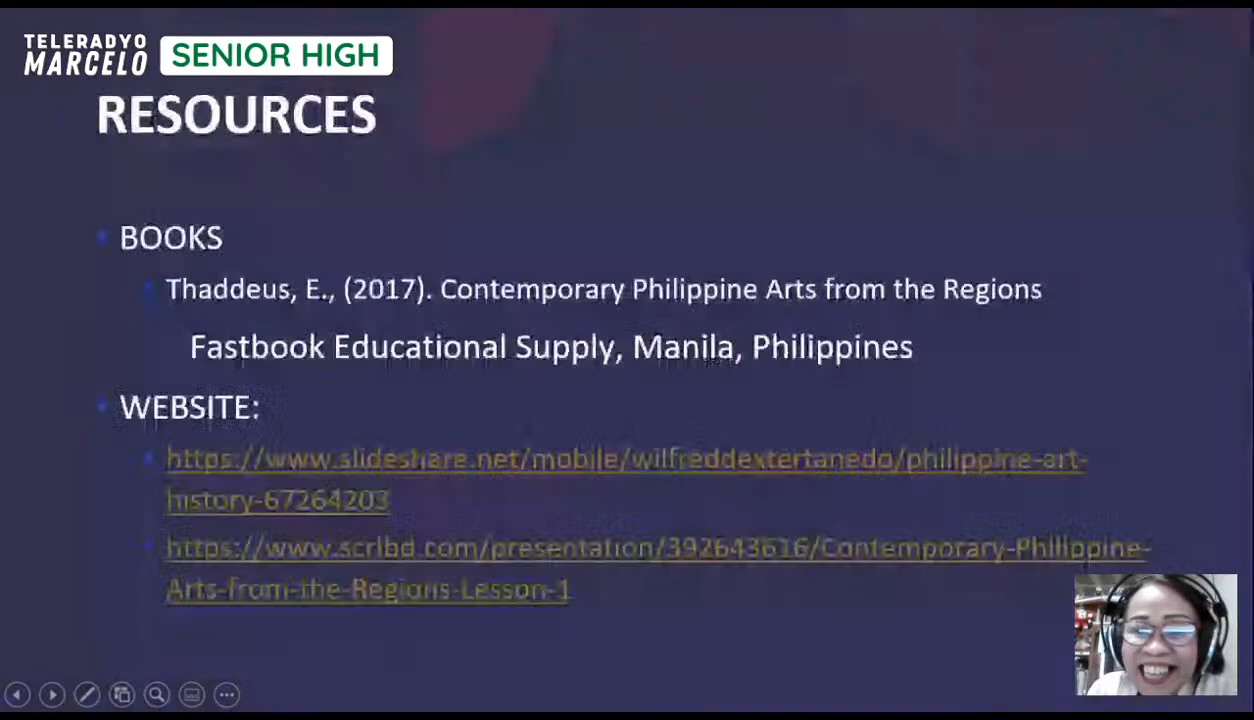 TELERADYO
MARCELO
SENIOR HIGH
RESOURCES
BOOKS
Thaddeus, E., (2017). Contemporary Philippine Arts from the Regions
Fastbook Educational Supply, Manila, Philippines
WEBSITE:
https://www.slideshare.net/mobile/wilfreddextertanedo/philippine-art-
history-67264203
https://www.scribd.com/presentation/392643616/Contemporary-Philippine-
Arts-from-the-Regions-Lesson-1